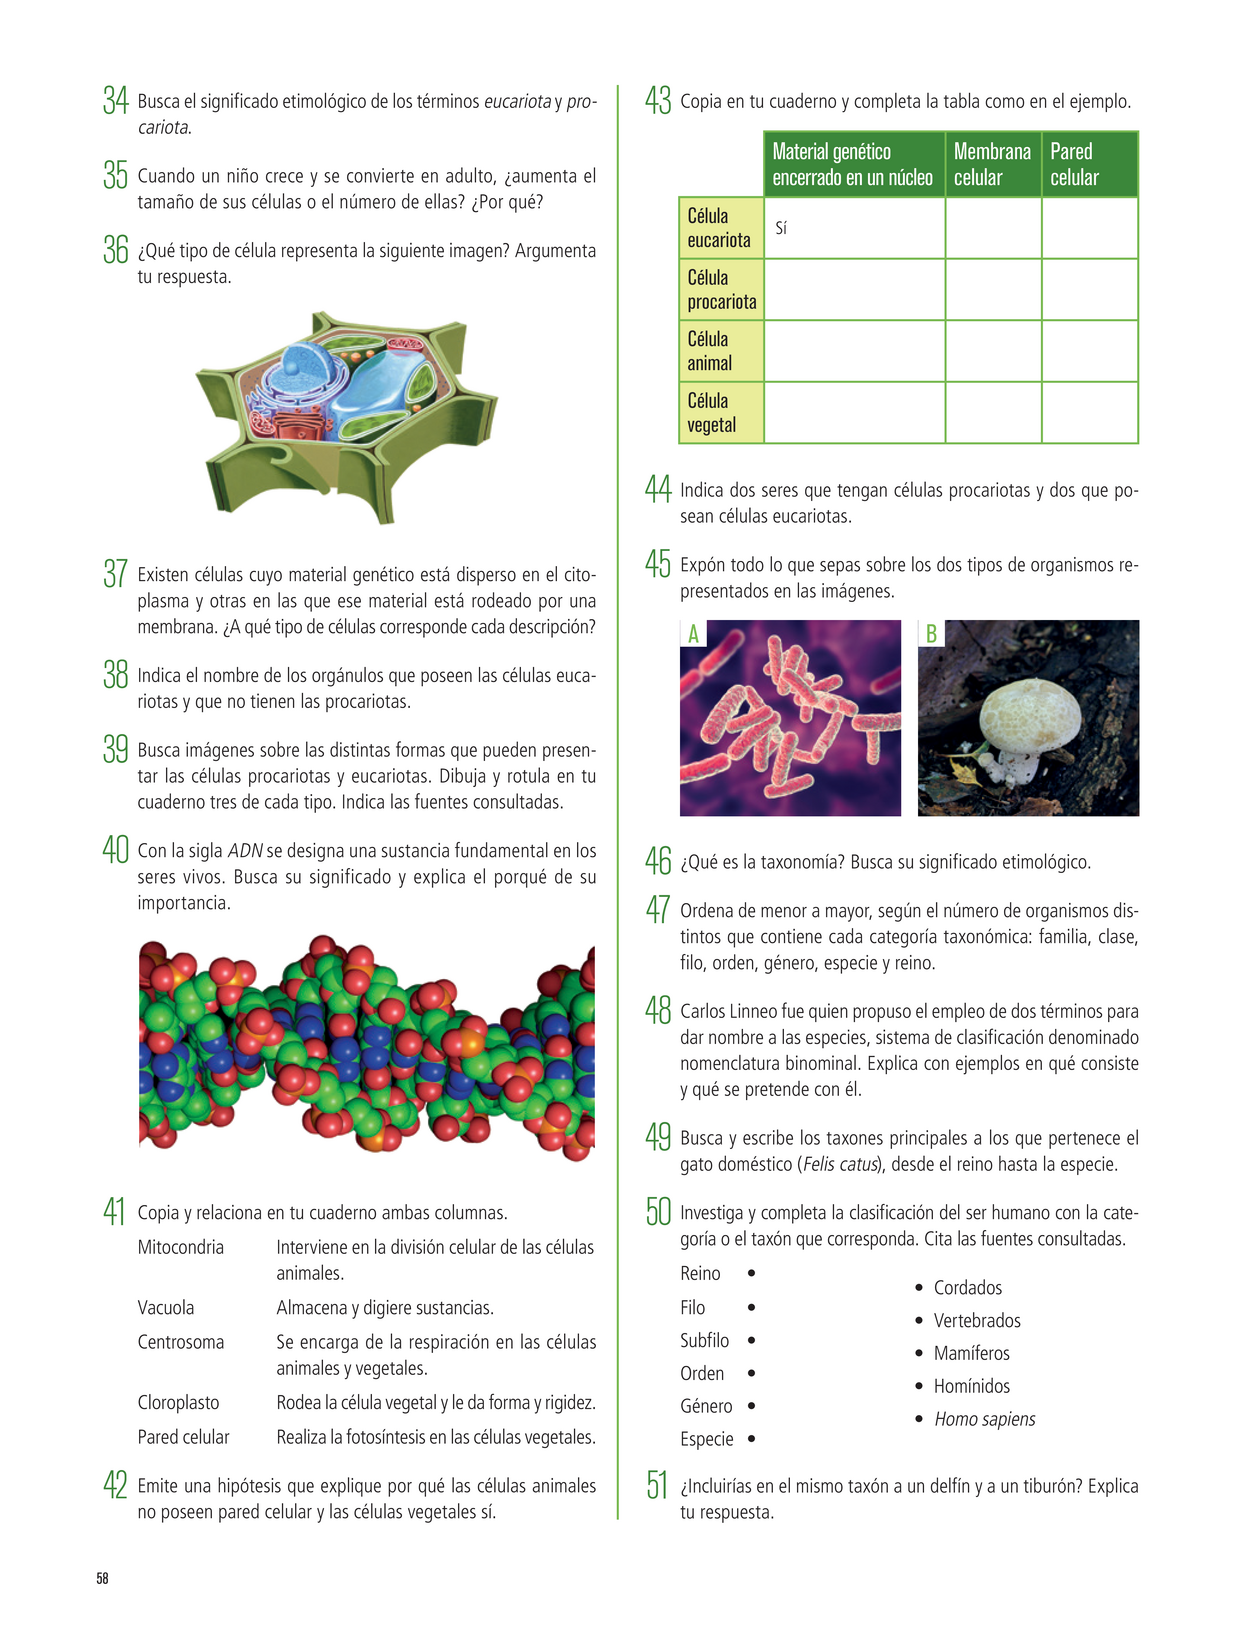 34 Busca el significado etimológico de los términos eucariota y pro-
cariota.
35 Cuando un niño crece y se convierte en adulto, ¿aumenta el
tamaño de sus células o el número de ellas? ¿Por qué?
36 ¿Qué tipo de célula representa la siguiente imagen? Argumenta
tu respuesta.
37 Existen células cuyo material genético está disperso en el cito-
plasma y otras en las que ese material está rodeado por una
membrana. ¿A qué tipo de células corresponde cada descripción?
38 Indica el nombre de los orgánulos que poseen las células euca-
riotas y que no tienen las procariotas.
39 Busca imágenes sobre las distintas formas que pueden presen-
tar las células procariotas y eucariotas. Dibuja y rotula en tu
cuaderno tres de cada tipo. Indica las fuentes consultadas.
40 Con la sigla ADN se designa una sustancia fundamental en los
seres vivos. Busca su significado y explica el porqué de su
importancia.
41 Copia y relaciona en tu cuaderno ambas columnas.
Mitocondria Interviene en la división celular de las células
animales.
Vacuola Almacena y digiere sustancias.
Centrosoma Se encarga de la respiración en las células
animales y vegetales.
Cloroplasto Rodea la célula vegetal y le da forma y rigidez.
Pared celular Realiza la fotosíntesis en las células vegetales.
42 Emite una hipótesis que explique por qué las células animales
no poseen pared celular y las células vegetales sí.
58
43 Copia en tu cuaderno y completa la tabla como en el ejemplo.
Material genético Membrana Pared
encerrado en un núcleo celular celular
Célula
eucariota Sí
Célula
procariota
Célula
animal
Célula
vegetal
44 Indica dos seres que tengan células procariotas y dos que po-
sean células eucariotas.
45 Expón todo lo que sepas sobre los dos tipos de organismos re-
presentados en las imágenes.
A B
46 ¿Qué es la taxonomía? Busca su significado etimológico.
47 Ordena de menor a mayor, según el número de organismos dis-
tintos que contiene cada categoría taxonómica: familia, clase,
filo, orden, género, especie y reino.
48 Carlos Linneo fue quien propuso el empleo de dos términos para
dar nombre a las especies, sistema de clasificación denominado
nomenclatura binominal. Explica con ejemplos en qué consiste
y qué se pretende con él.
49 Busca y escribe los taxones principales a los que pertenece el
gato doméstico (Felis catus), desde el reino hasta la especie.
50 Investiga y completa la clasificación del ser humano con la cate-
goría o el taxón que corresponda. Cita las fuentes consultadas.
Reino •
Filo •
Subfilo •
Orden •
Género •
Especie •
• Cordados
• Vertebrados
• Mamíferos
• Homínidos
• Homo sapiens
51 ¿Incluirías en el mismo taxón a un delfín y a un tiburón? Explica
tu respuesta.